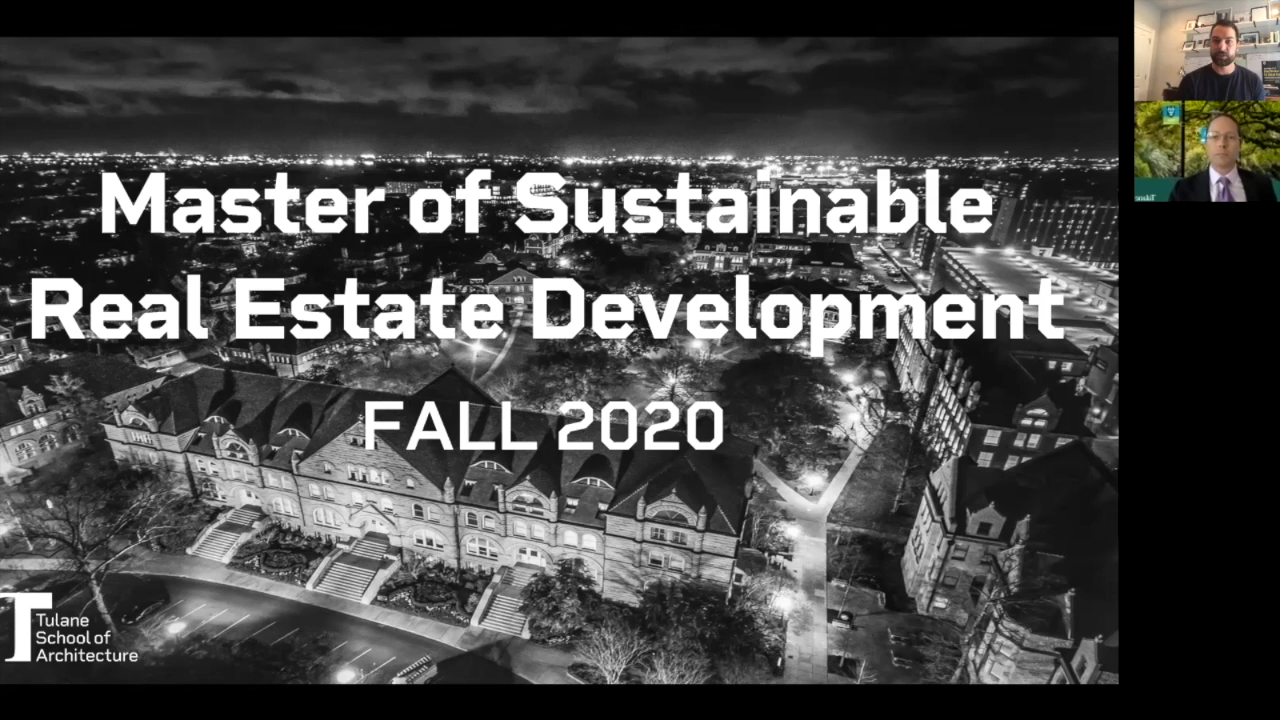 Master of Sustainable
Real Estate Development
FALL 2020
Tulane
School of
Architecture